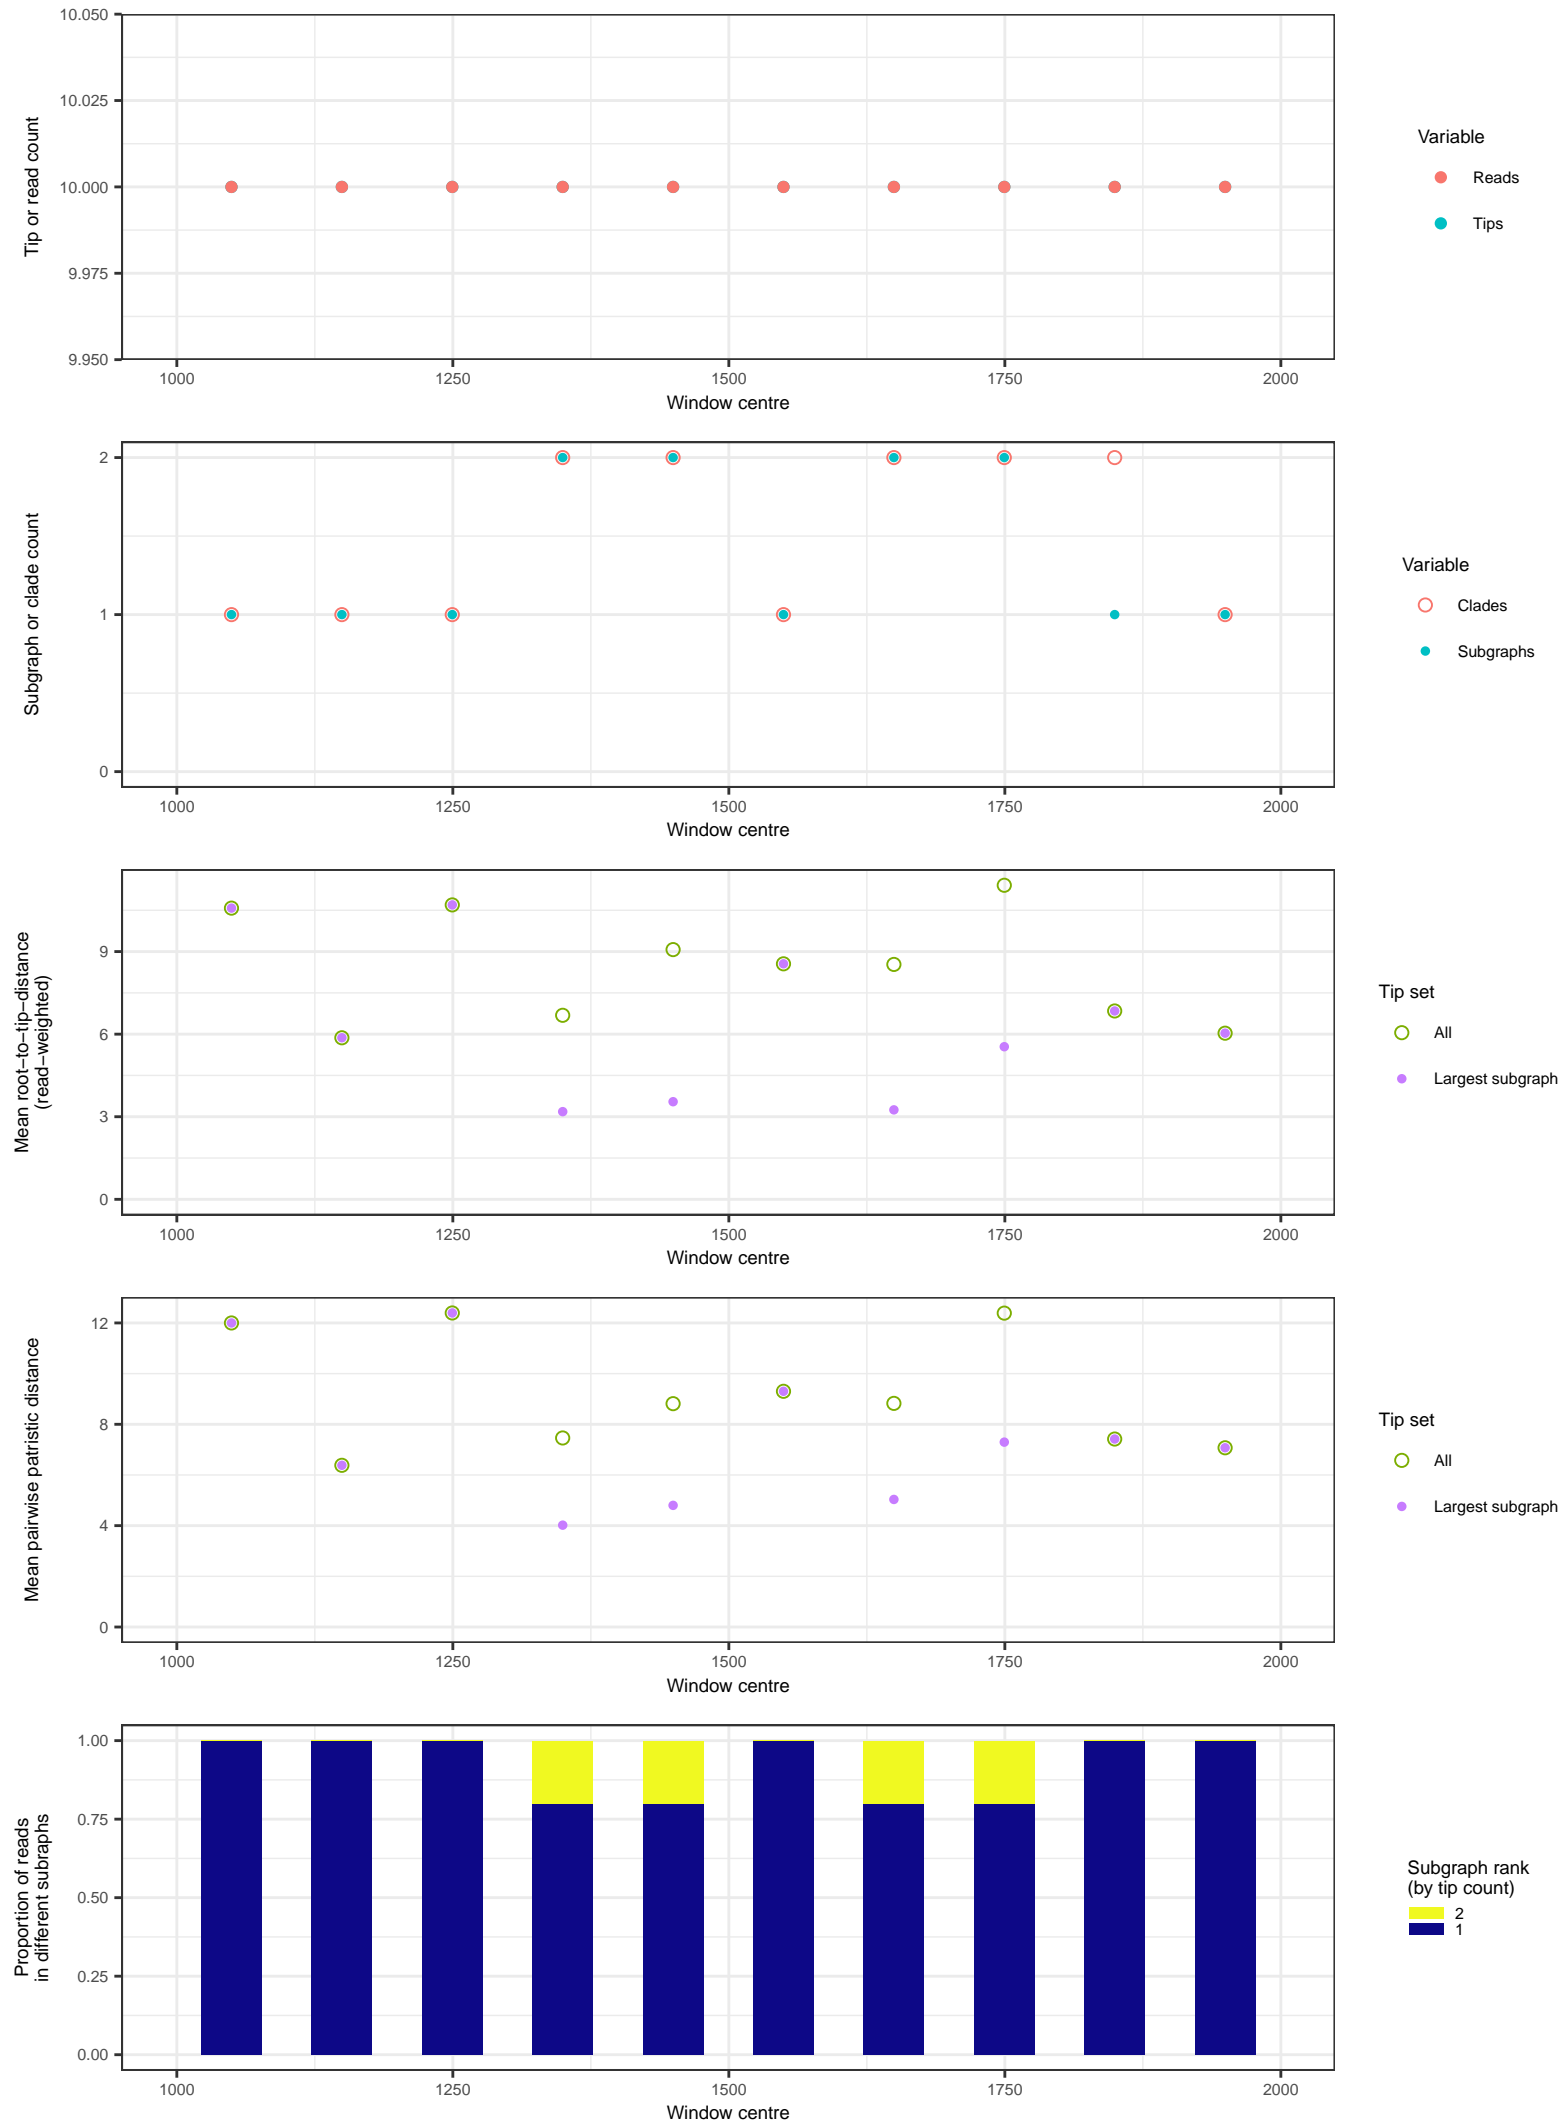 10.050
10.025
10.000
9.975
9.950
Tip or read count
1000 1250 1500 1750 2000
Window centre
Variable
Reads
Tips
2
1
0
Subgraph or clade count
1000 1250 1500 1750 2000
Window centre
Variable
Clades
Subgraphs
9
6
3
0
Mean root−to−tip−distance
(read−weighted)
1000 1250 1500 1750 2000
Window centre
Tip set
All
Largest subgraph
12
8
4
0
Mean pairwise patristic distance
1000 1250 1500 1750 2000
Window centre
Tip set
All
Largest subgraph
1.00
0.75
0.50
0.25
0.00
Proportion of reads
in different subraphs
1000 1250 1500 1750 2000
Window centre
Subgraph rank
(by tip count)
2
1